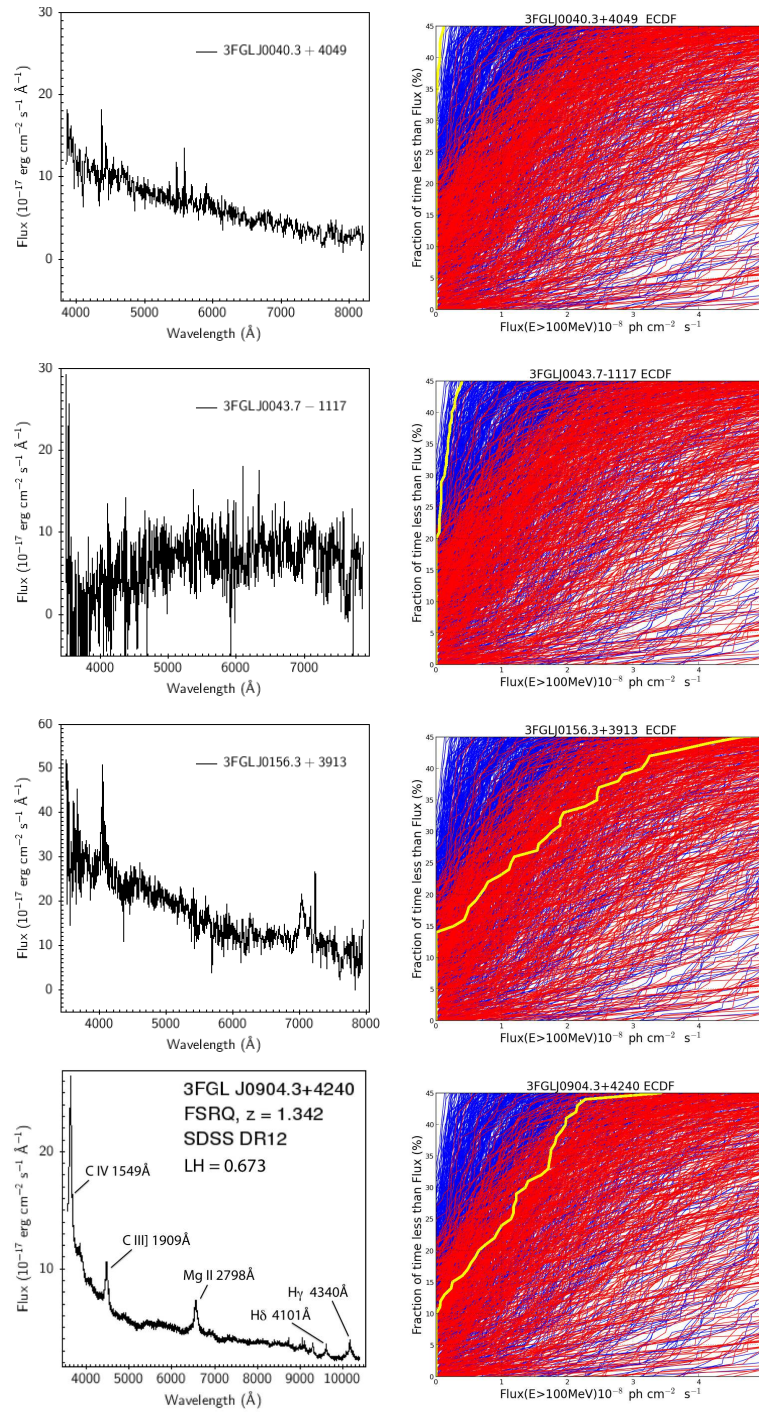 3FGLJ0040.3+4049 ECDF
30
20
10
0
Flux (10⁻¹⁷ erg cm⁻² s⁻¹ Å⁻¹)
3FGLJ0040.3 + 4049
4000 5000 6000 7000 8000
Wavelength (Å)
45
40
35
30
25
20
15
10
5
0
Fraction of time less than Flux (%)
0 1 2 3 4
Flux(E>100MeV)10⁻⁸ ph cm⁻² s⁻¹
3FGLJ0043.7-1117 ECDF
30
20
10
0
Flux (10⁻¹⁷ erg cm⁻² s⁻¹ Å⁻¹)
3FGLJ0043.7 − 1117
4000 5000 6000 7000
Wavelength (Å)
45
40
35
30
25
20
15
10
5
0
Fraction of time less than Flux (%)
0 1 2 3 4
Flux(E>100MeV)10⁻⁸ ph cm⁻² s⁻¹
3FGLJ0156.3+3913 ECDF
60
50
40
30
20
10
0
Flux (10⁻¹⁷ erg cm⁻² s⁻¹ Å⁻¹)
3FGLJ0156.3 + 3913
4000 5000 6000 7000 8000
Wavelength (Å)
45
40
35
30
25
20
15
10
5
0
Fraction of time less than Flux (%)
0 1 2 3 4
Flux(E>100MeV)10⁻⁸ ph cm⁻² s⁻¹
3FGLJ0904.3+4240 ECDF
20
10
Flux (10⁻¹⁷ erg cm⁻² s⁻¹ Å⁻¹)
3FGL J0904.3+4240
FSRQ, z = 1.342
SDSS DR12
LH = 0.673
C IV 1549Å
C III] 1909Å
Mg II 2798Å
Hγ 4340Å
Hδ 4101Å
4000 5000 6000 7000 8000 9000 10000
Wavelength (Å)
45
40
35
30
25
20
15
10
5
0
Fraction of time less than Flux (%)
0 1 2 3 4
Flux(E>100MeV)10⁻⁸ ph cm⁻² s⁻¹